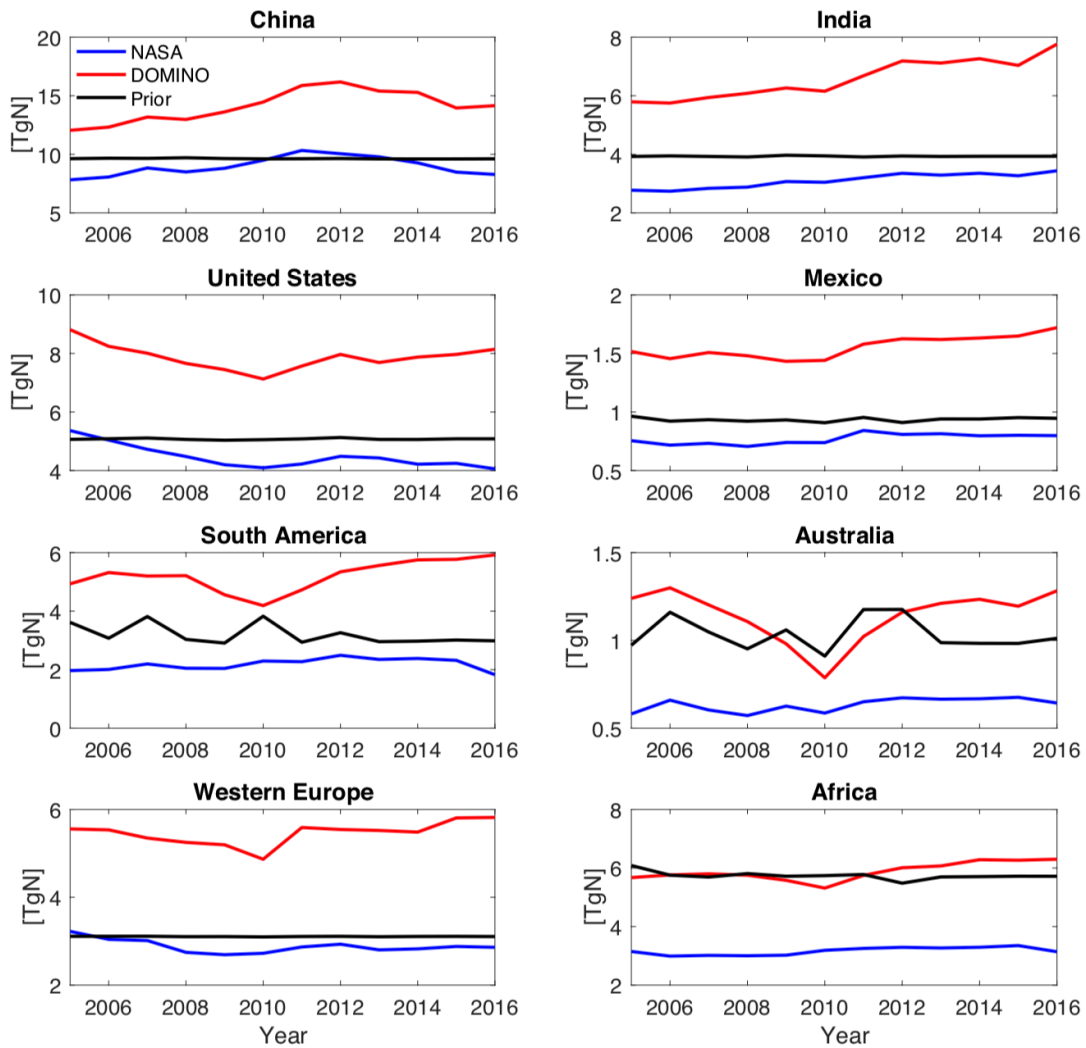 China
20
15
10
5
[TgN]
NASA
DOMINO
Prior
2006 2008 2010 2012 2014 2016
India
8
6
4
2
[TgN]
2006 2008 2010 2012 2014 2016
United States
10
8
6
4
[TgN]
2006 2008 2010 2012 2014 2016
Mexico
2
1.5
1
0.5
[TgN]
2006 2008 2010 2012 2014 2016
South America
6
4
2
0
[TgN]
2006 2008 2010 2012 2014 2016
Australia
1.5
1
0.5
[TgN]
2006 2008 2010 2012 2014 2016
Western Europe
6
4
2
[TgN]
2006 2008 2010 2012 2014 2016
Year
Africa
8
6
4
2
[TgN]
2006 2008 2010 2012 2014 2016
Year